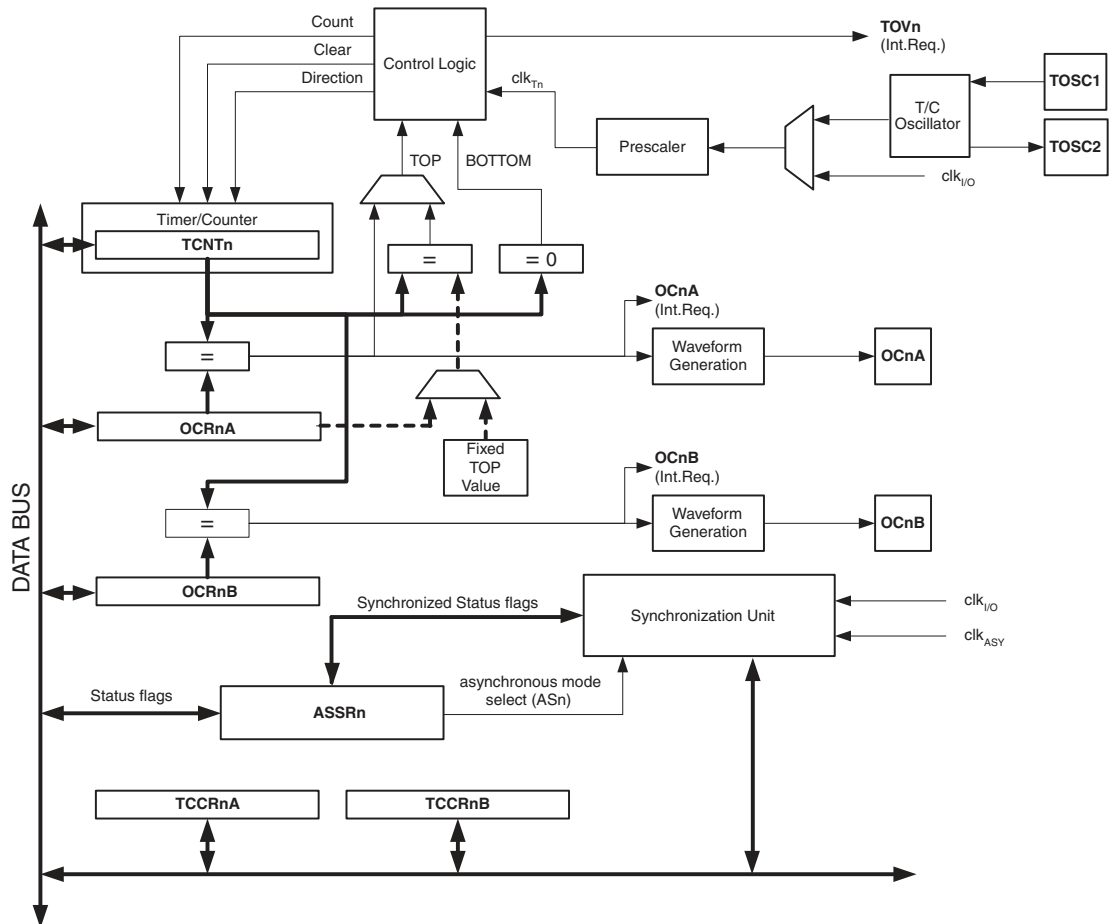 Count
Clear
Direction
Control Logic
TOVn
(Int.Req.)
clkTn
TOSC1
T/C
Oscillator
TOSC2
Prescaler
clkI/O
TOP
BOTTOM
Timer/Counter
TCNTn
=
= 0
OCnA
(Int.Req.)
=
Waveform
Generation
OCnA
OCRnA
Fixed
TOP
Value
OCnB
(Int.Req.)
=
Waveform
Generation
OCnB
DATA BUS
OCRnB
Synchronized Status flags
Synchronization Unit
clkI/O
clkASY
Status flags
ASSRn
asynchronous mode
select (ASn)
TCCRnA
TCCRnB